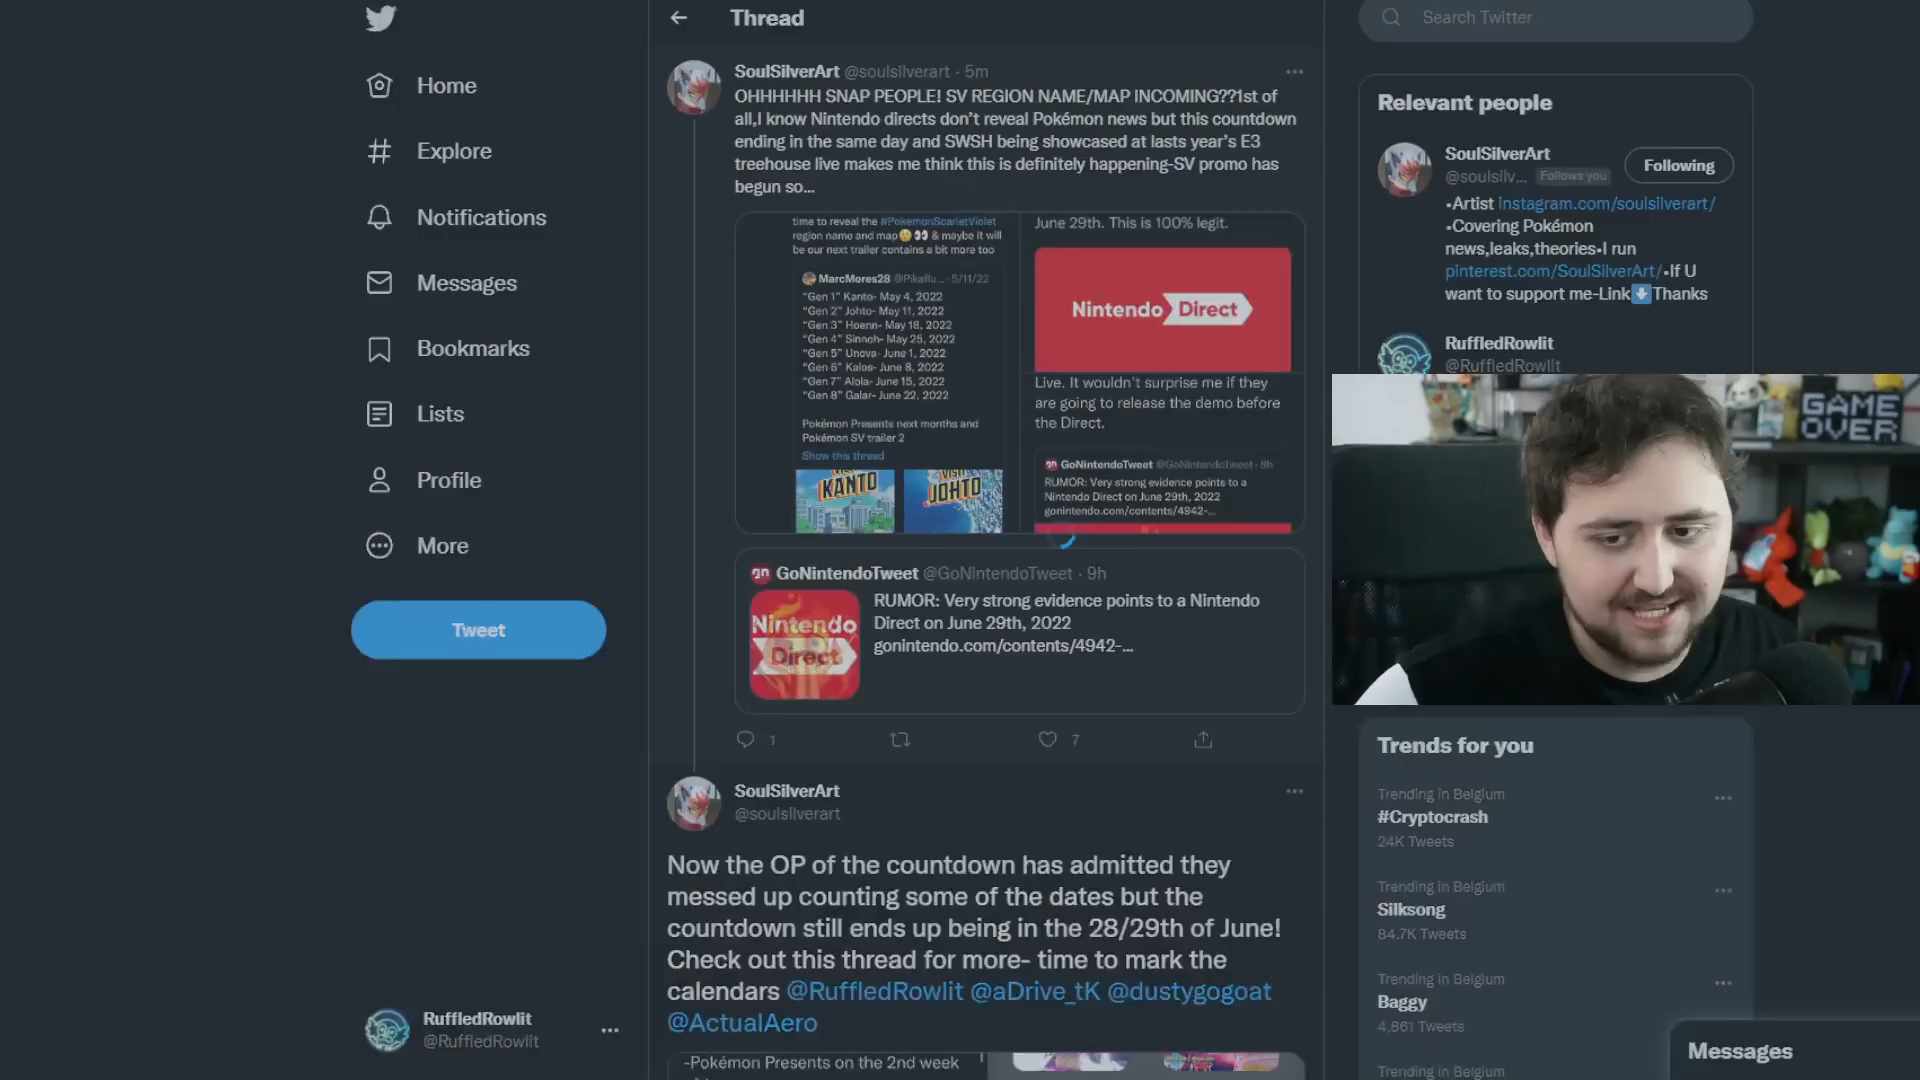 Home
Explore
Notifications
Messages
Bookmarks
Lists
Profile
More
Tweet
RuffledRowlit
@RuffledRowlit
Thread
SoulSilverArt @soulsilverart · 5m
OHHHHHH SNAP PEOPLE! SV REGION NAME/MAP INCOMING??1st of
all,I know Nintendo directs don't reveal Pokémon news but this countdown
ending in the same day and SWSH being showcased at lasts year's E3
treehouse live makes me think this is definitely happening-SV promo has
begun so...
time to reveal the #PokemonScarletViolet
region name and map & maybe it will
be our next trailer contains a bit more too
MarcMores28 @Pikaflu... · 5/11/22
"Gen 1" Kanto- May 4, 2022
"Gen 2" Johto- May 11, 2022
"Gen 3" Hoenn- May 18, 2022
"Gen 4" Sinnoh- May 25, 2022
"Gen 5" Unova- June 1, 2022
"Gen 6" Kalos- June 8, 2022
"Gen 7" Alola- June 15, 2022
"Gen 8" Galar- June 22, 2022
Pokémon Presents next months and
Pokémon SV trailer 2
Show this thread
VISIT
KANTO
VISIT
JOHTO
June 29th. This is 100% legit.
Nintendo Direct
Live. It wouldn't surprise me if they
are going to release the demo before
the Direct.
GoNintendoTweet @GoNintendoTweet · 8h
RUMOR: Very strong evidence points to a
Nintendo Direct on June 29th, 2022
gonintendo.com/contents/4942-...
GoNintendoTweet @GoNintendoTweet · 9h
Nintendo
Direct
RUMOR: Very strong evidence points to a Nintendo
Direct on June 29th, 2022
gonintendo.com/contents/4942-...
1
7
SoulSilverArt
@soulsilverart
Now the OP of the countdown has admitted they
messed up counting some of the dates but the
countdown still ends up being in the 28/29th of June!
Check out this thread for more- time to mark the
calendars @RuffledRowlit @aDrive_tK @dustygogoat
@ActualAero
-Pokémon Presents on the 2nd week
Search Twitter
Relevant people
SoulSilverArt
@soulsilv... Follows you
Following
•Artist instagram.com/soulsilverart/
•Covering Pokémon
news,leaks,theories•I run
pinterest.com/SoulSilverArt/•If U
want to support me-Link Thanks
RuffledRowlit
@RuffledRowlit
GAME
OVER
Trends for you
Trending in Belgium
#Cryptocrash
24K Tweets
Trending in Belgium
Silksong
84.7K Tweets
Trending in Belgium
Baggy
4,861 Tweets
Trending in Belgium
Messages